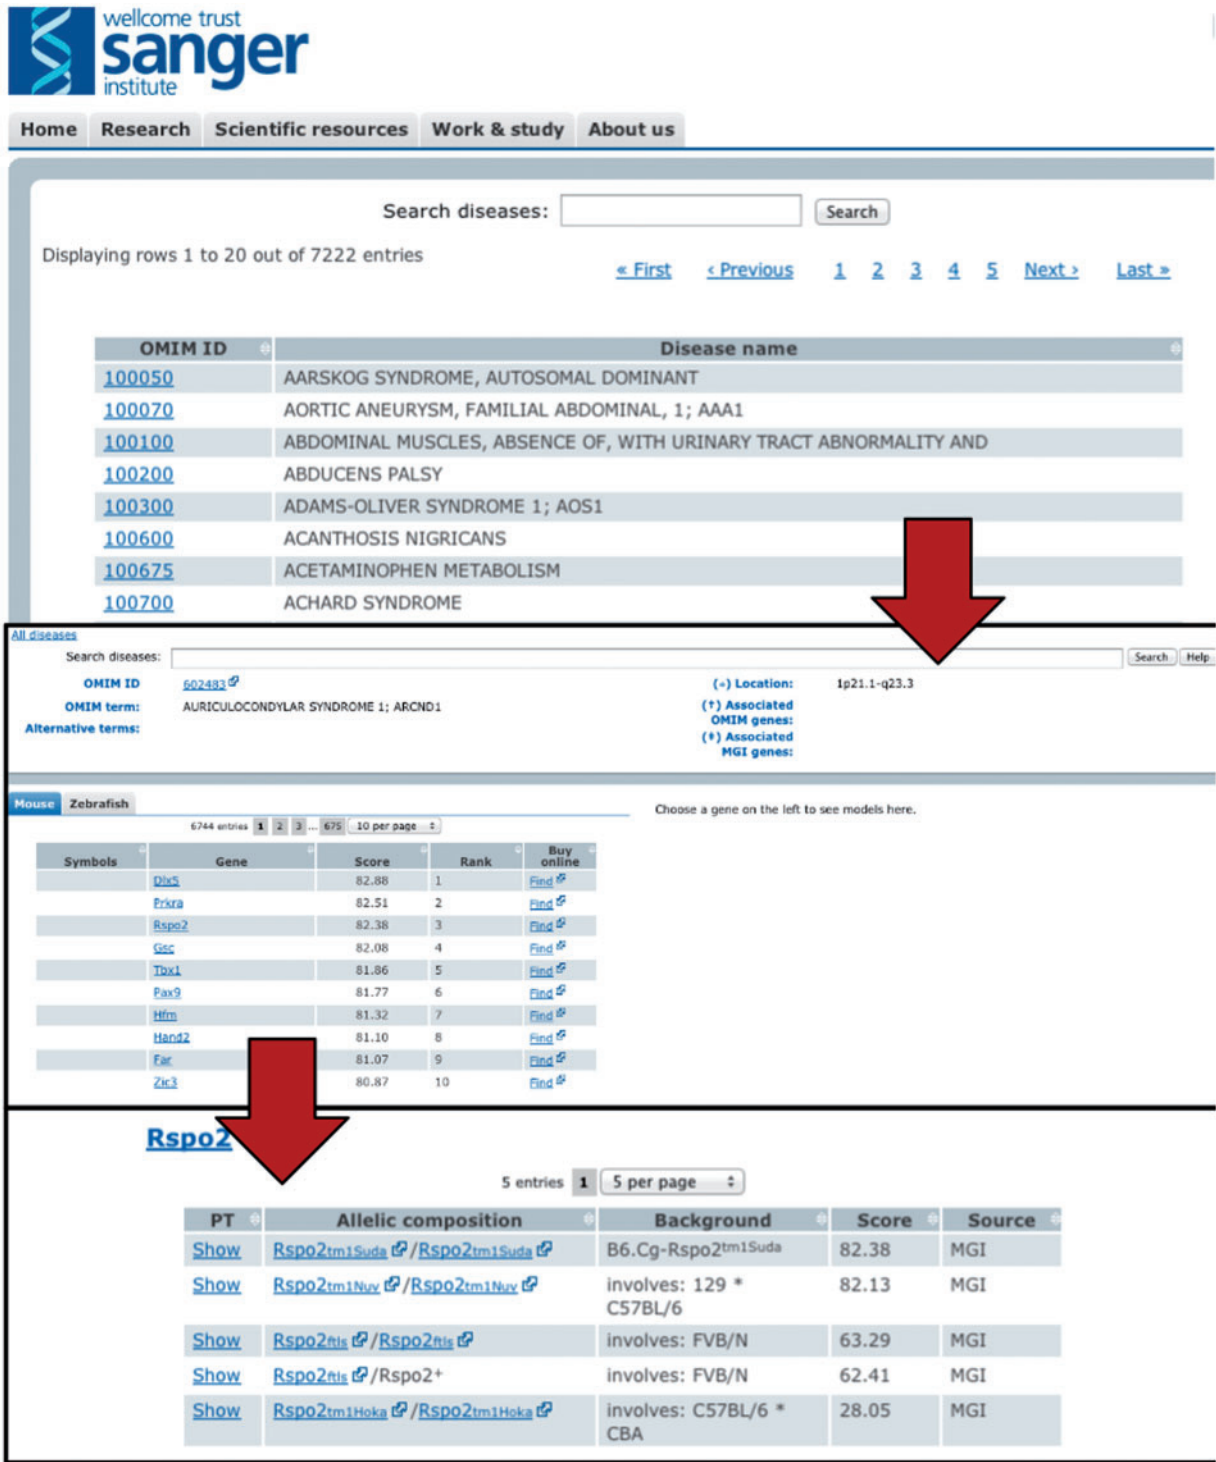 wellcome trust
sanger
institute
Home Research Scientific resources Work & study About us
Search diseases: Search
Displaying rows 1 to 20 out of 7222 entries
« First ‹ Previous 1 2 3 4 5 Next › Last »
OMIM ID Disease name
100050 AARSKOG SYNDROME, AUTOSOMAL DOMINANT
100070 AORTIC ANEURYSM, FAMILIAL ABDOMINAL, 1; AAA1
100100 ABDOMINAL MUSCLES, ABSENCE OF, WITH URINARY TRACT ABNORMALITY AND
100200 ABDUCENS PALSY
100300 ADAMS-OLIVER SYNDROME 1; AOS1
100600 ACANTHOSIS NIGRICANS
100675 ACETAMINOPHEN METABOLISM
100700 ACHARD SYNDROME
All diseases
Search diseases: Search Help
OMIM ID 602483 (+) Location: 1p21.1-q23.3
OMIM term: AURICULOCONDYLAR SYNDROME 1; ARCND1 (†) Associated
OMIM genes:
Alternative terms: (*) Associated
MGI genes:
Mouse Zebrafish
Choose a gene on the left to see models here.
6744 entries 1 2 3 ... 675 10 per page
Symbols Gene Score Rank Buy online
Dlx5 82.88 1 Find
Prkra 82.51 2 Find
Rspo2 82.38 3 Find
Gsc 82.08 4 Find
Tbx1 81.86 5 Find
Pax9 81.77 6 Find
Hfm 81.32 7 Find
Hand2 81.10 8 Find
Far 81.07 9 Find
Zic3 80.87 10 Find
Rspo2
5 entries 1 5 per page
PT Allelic composition Background Score Source
Show Rspo2tm1Suda/Rspo2tm1Suda B6.Cg-Rspo2tm1Suda 82.38 MGI
Show Rspo2tm1Nuv/Rspo2tm1Nuv involves: 129 * 82.13 MGI
C57BL/6
Show Rspo2ftls/Rspo2ftls involves: FVB/N 63.29 MGI
Show Rspo2ftls/Rspo2+ involves: FVB/N 62.41 MGI
Show Rspo2tm1Hoka/Rspo2tm1Hoka involves: C57BL/6 * 28.05 MGI
CBA